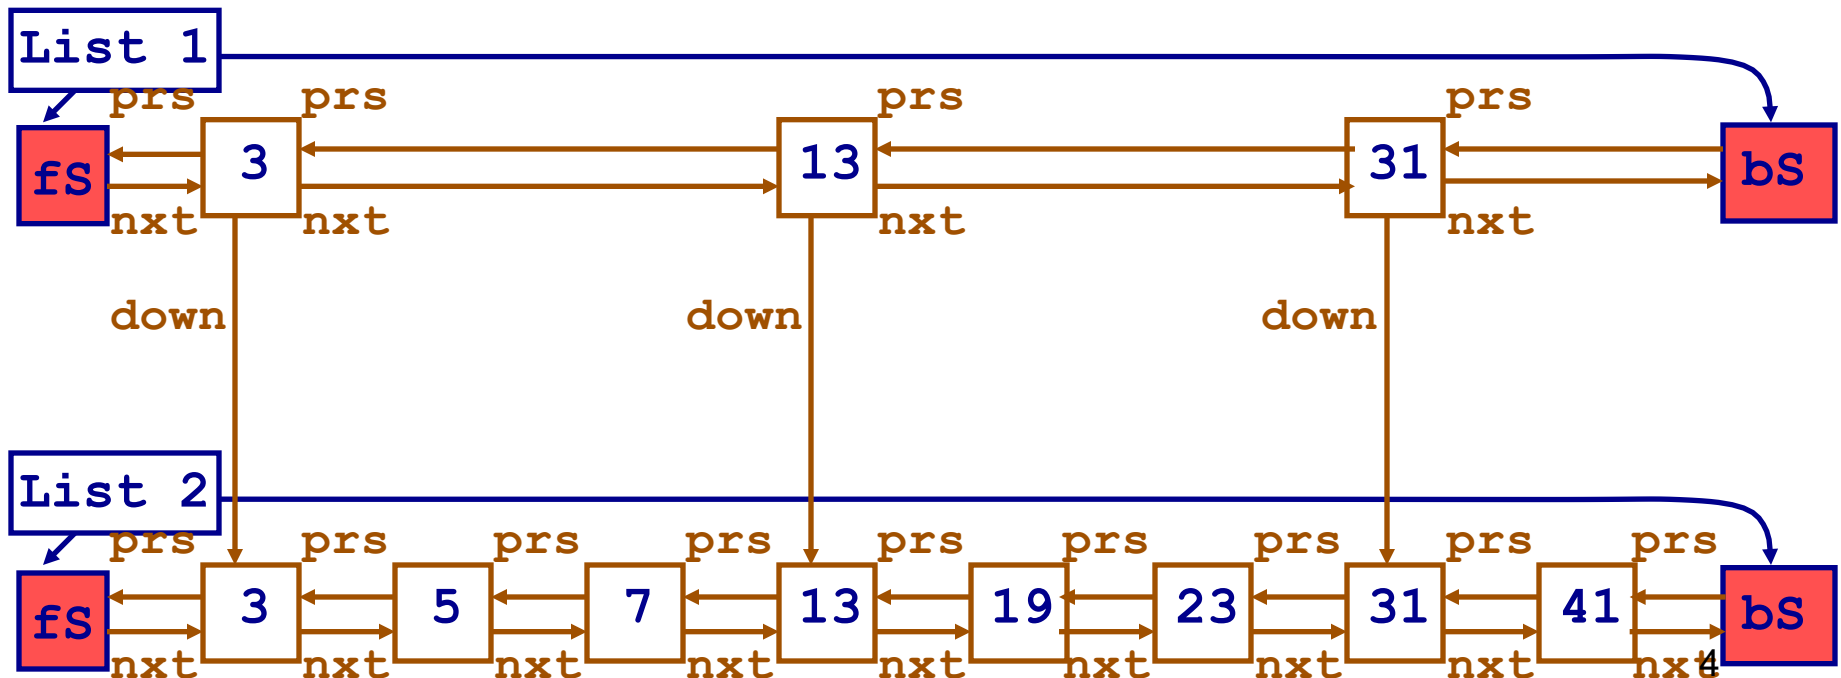 List 1
prs prs prs prs
fS 3 13 31 bS
nxt nxt nxt nxt
down down down
List 2
prs prs prs prs prs prs prs prs prs
fS 3 5 7 13 19 23 31 41 bS
nxt nxt nxt nxt nxt nxt nxt nxt nxt
4